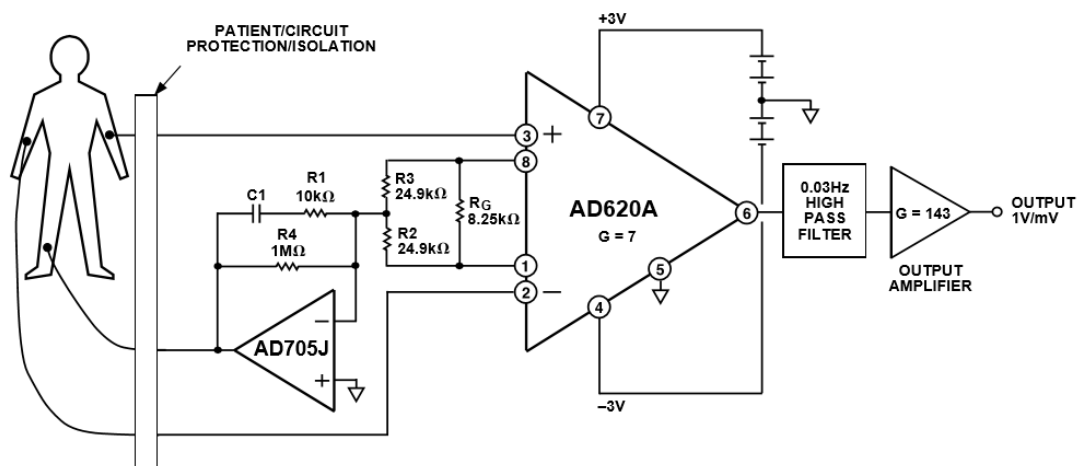 PATIENT/CIRCUIT
PROTECTION/ISOLATION
+3V
7
3
+
8
R1
10kΩ
C1
R3
24.9kΩ
RG
8.25kΩ
R4
1MΩ
R2
24.9kΩ
AD620A
G = 7
6
0.03Hz
HIGH
PASS
FILTER
G = 143
OUTPUT
1V/mV
OUTPUT
AMPLIFIER
1
2
–
5
4
–
AD705J
+
–3V